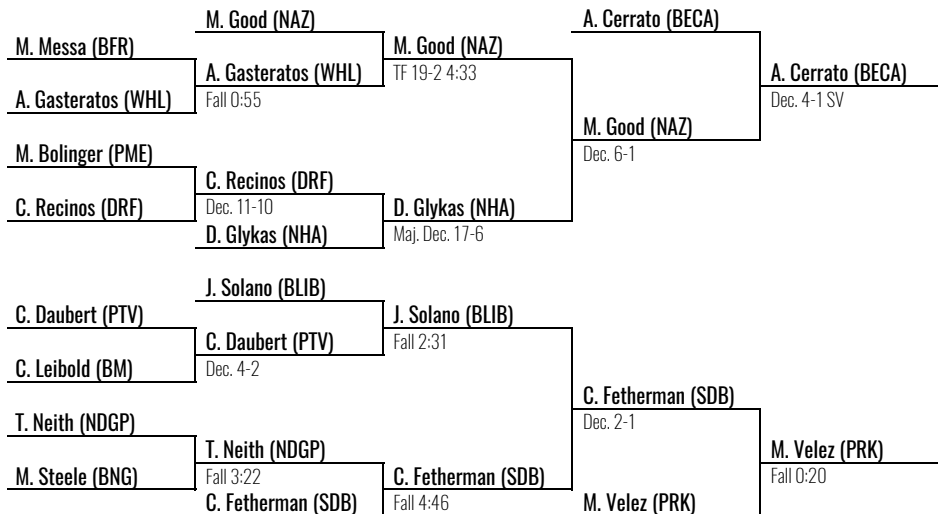 M. Good (NAZ)
A. Cerrato (BECA)
M. Messa (BFR)
M. Good (NAZ)
A. Gasteratos (WHL)
TF 19-2 4:33
A. Cerrato (BECA)
A. Gasteratos (WHL)
Fall 0:55
Dec. 4-1 SV
M. Good (NAZ)
M. Bolinger (PME)
Dec. 6-1
C. Recinos (DRF)
C. Recinos (DRF)
Dec. 11-10
D. Glykas (NHA)
D. Glykas (NHA)
Maj. Dec. 17-6
J. Solano (BLIB)
C. Daubert (PTV)
J. Solano (BLIB)
C. Daubert (PTV)
Fall 2:31
C. Leibold (BM)
Dec. 4-2
C. Fetherman (SDB)
T. Neith (NDGP)
Dec. 2-1
T. Neith (NDGP)
M. Velez (PRK)
M. Steele (BNG)
Fall 3:22
C. Fetherman (SDB)
Fall 0:20
C. Fetherman (SDB)
Fall 4:46
M. Velez (PRK)